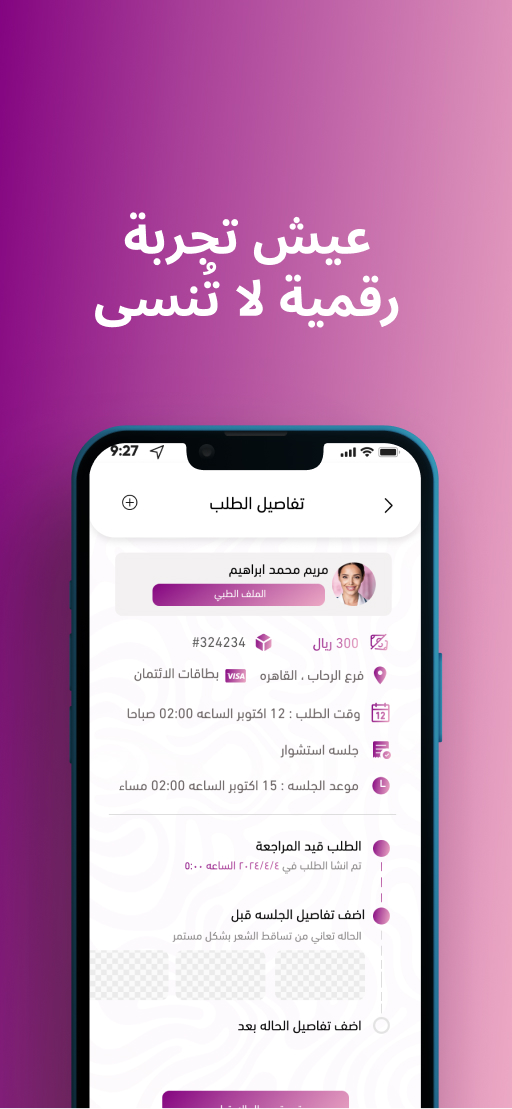 عيش تجربة
رقمية لا تُنسى
9:27
تفاصيل الطلب
مريم محمد ابراهيم
الملف الطبي
300 ريال
#324234
فرع الرحاب ، القاهره
VISA بطاقات الائتمان
وقت الطلب : 12 اكتوبر الساعه 02:00 صباحا
12
جلسه استشوار
موعد الجلسه : 15 اكتوبر الساعه 02:00 مساء
الطلب قيد المراجعة
تم انشا الطلب في ٢٠٢٤/٤/٤ الساعه ٥:٠٠
اضف تفاصيل الجلسه قبل
الحاله تعاني من تساقط الشعر بشكل مستمر
اضف تفاصيل الحاله بعد